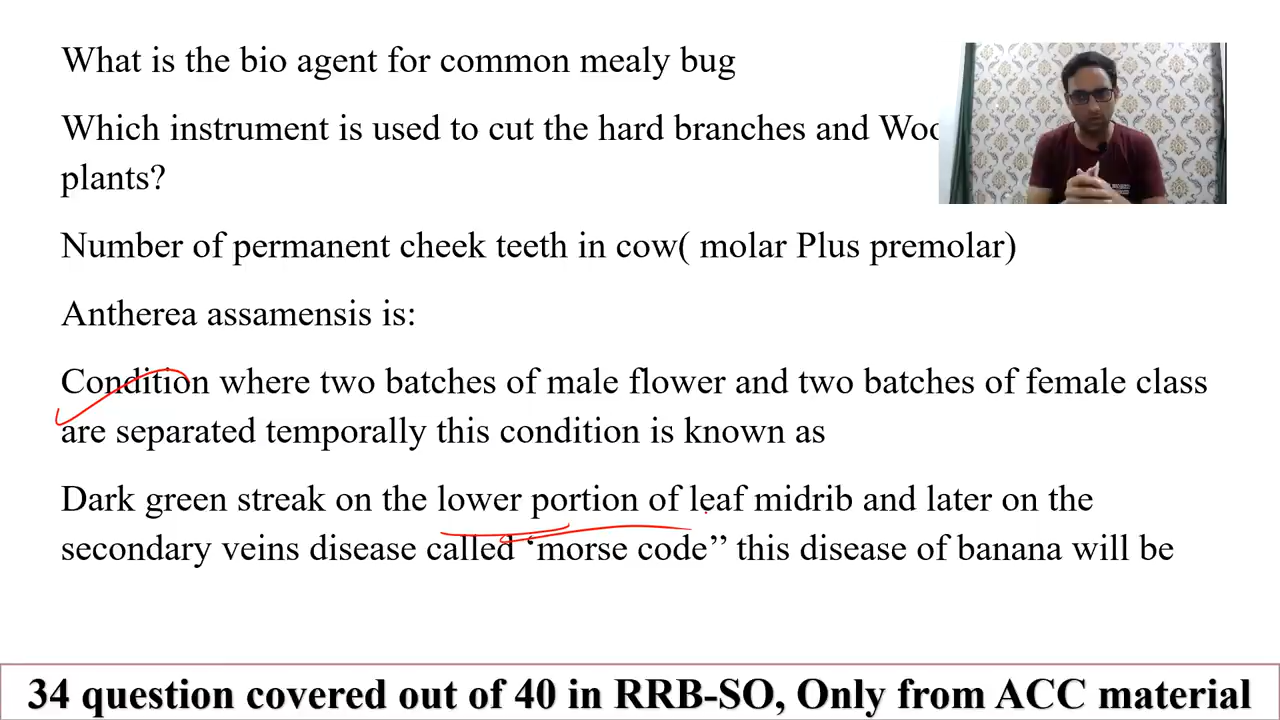 What is the bio agent for common mealy bug
Which instrument is used to cut the hard branches and
plants?
Number of permanent cheek teeth in cow( molar Plus premolar)
Antherea assamensis is:
Condition where two batches of male flower and two batches of female class
are separated temporally this condition is known as
Dark green streak on the lower portion of leaf midrib and later on the
secondary veins disease called ‘morse code’’ this disease of banana will be
34 question covered out of 40 in RRB-SO, Only from ACC material